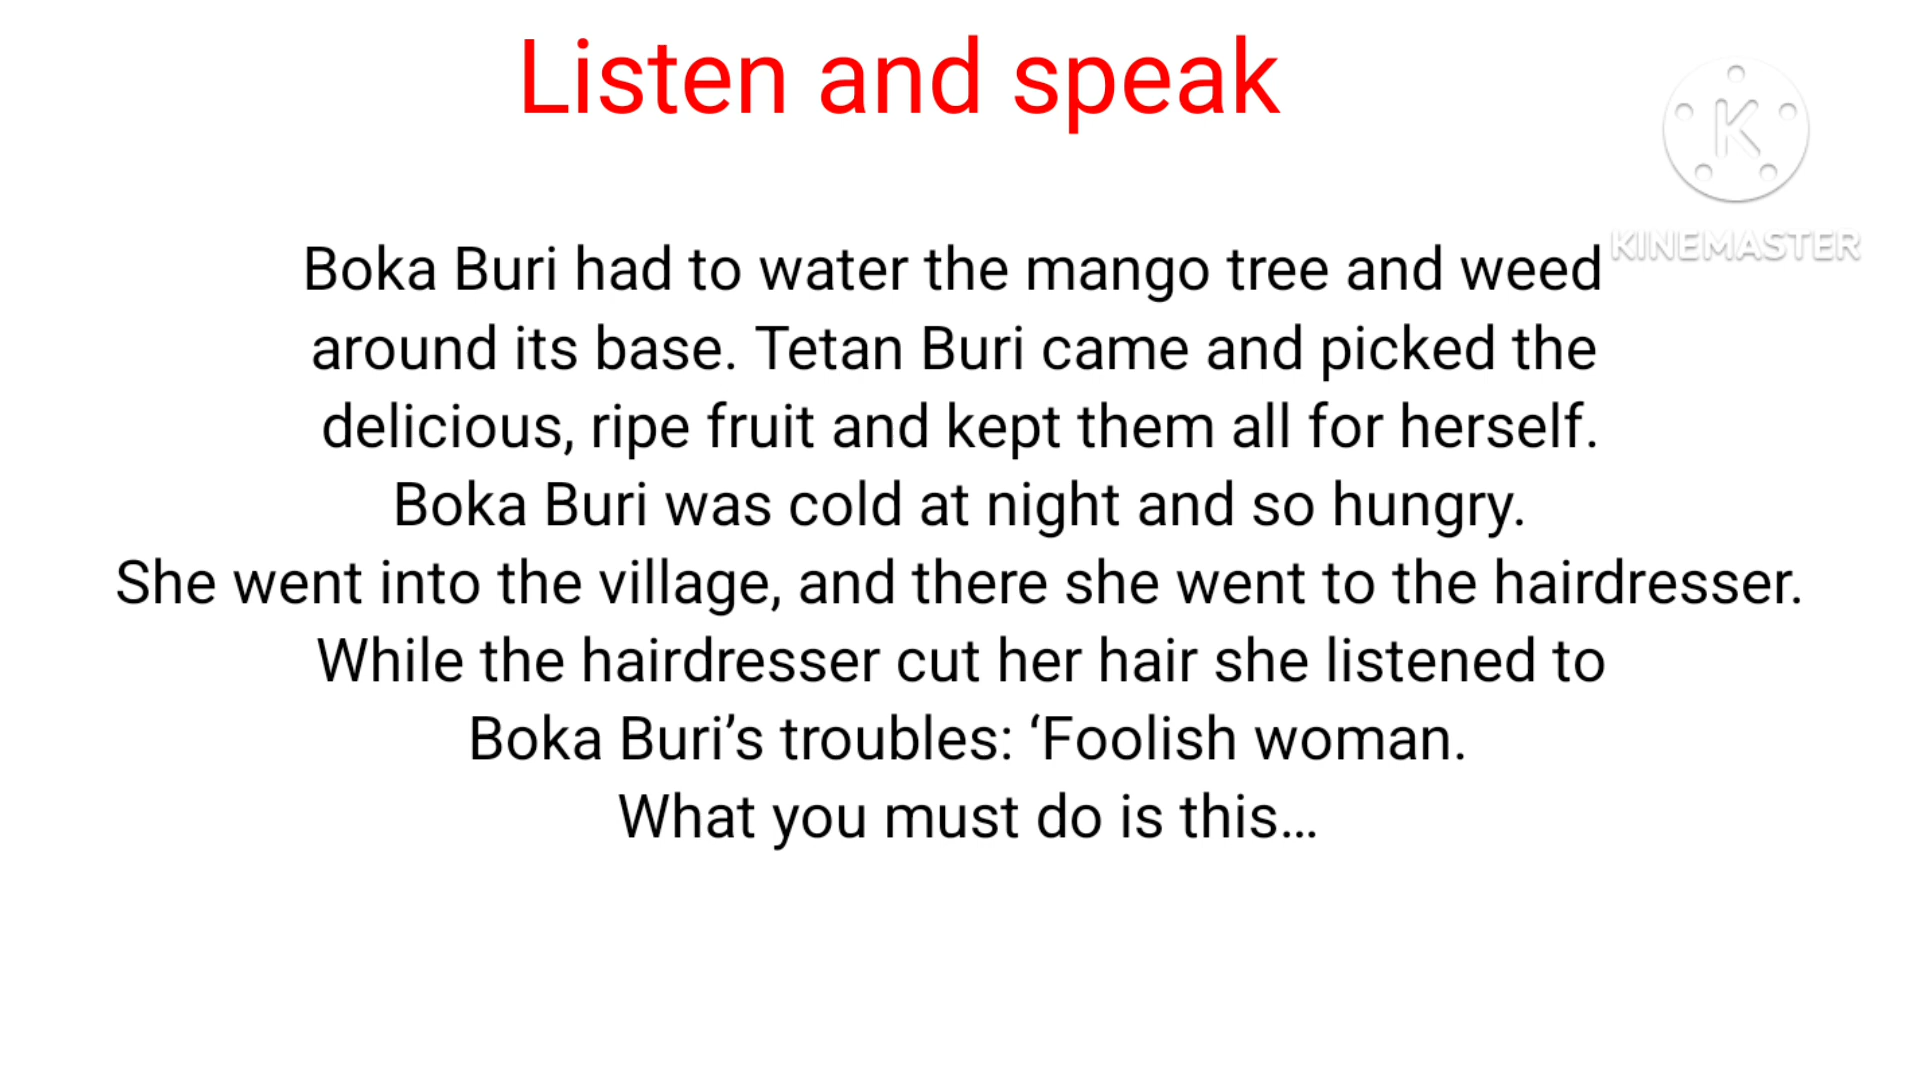 Listen and speak
K
KINEMASTER
Boka Buri had to water the mango tree and weed
around its base. Tetan Buri came and picked the
delicious, ripe fruit and kept them all for herself.
Boka Buri was cold at night and so hungry.
She went into the village, and there she went to the hairdresser.
While the hairdresser cut her hair she listened to
Boka Buri’s troubles: ‘Foolish woman.
What you must do is this…